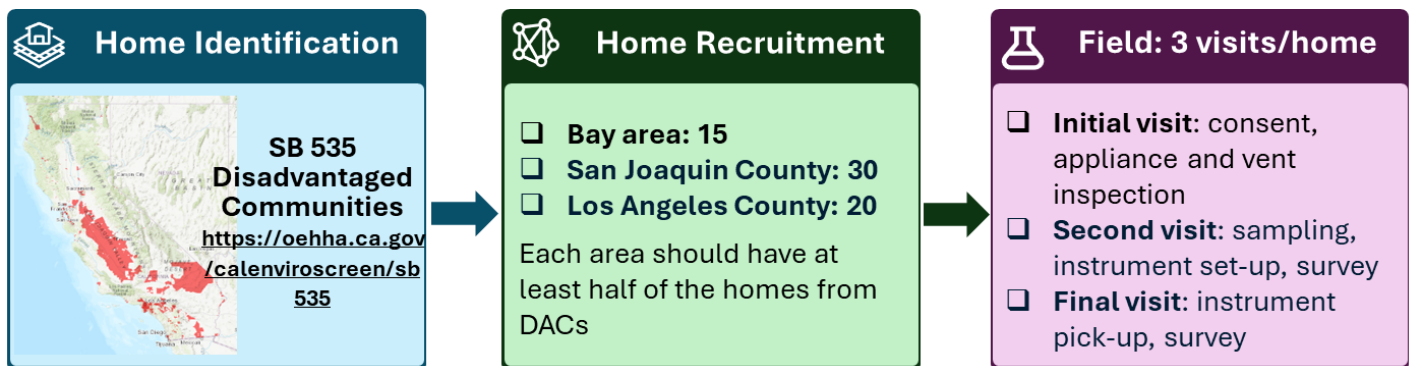 Home Identification
SB 535
Disadvantaged
Communities
https://oehha.ca.gov
/calenviroscreen/sb
535
San Diego
Tijuana
Home Recruitment
❑ Bay area: 15
❑ San Joaquin County: 30
❑ Los Angeles County: 20
Each area should have at
least half of the homes from
DACs
Field: 3 visits/home
❑ Initial visit: consent,
appliance and vent
inspection
❑ Second visit: sampling,
instrument set-up, survey
❑ Final visit: instrument
pick-up, survey